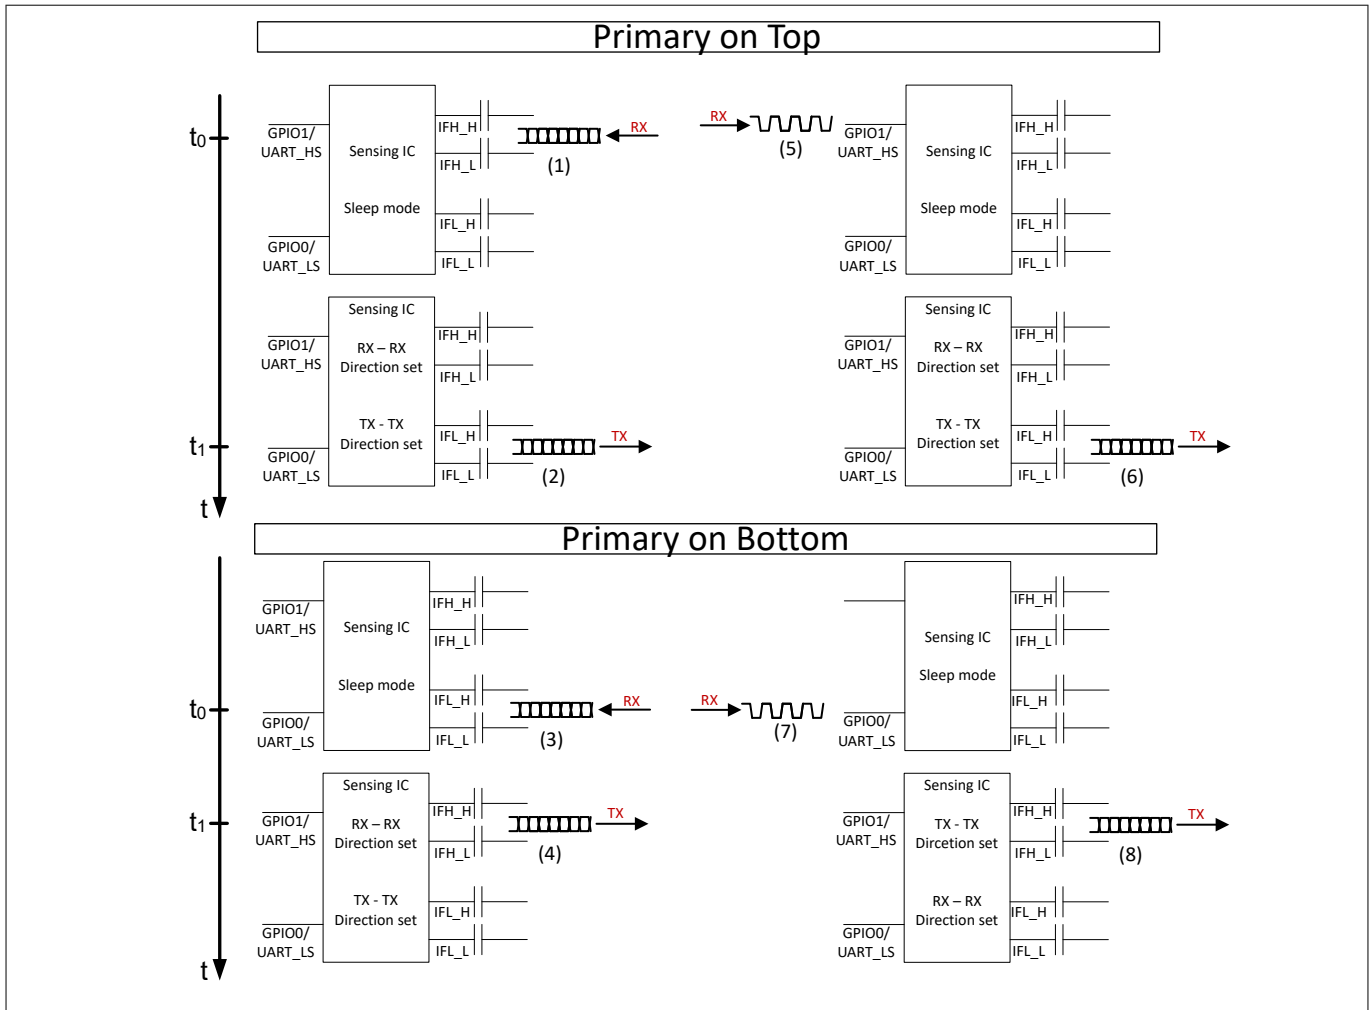 Primary on Top
t0
GPIO1/
UART_HS
Sensing IC
Sleep mode
GPIO0/
UART_LS
IFH_H
IFH_L
IFL_H
IFL_L
RX
(1)
RX
(5)
GPIO1/
UART_HS
Sensing IC
Sleep mode
GPIO0/
UART_LS
IFH_H
IFH_L
IFL_H
IFL_L
t1
Sensing IC
RX – RX
Direction set
TX - TX
Direction set
GPIO1/
UART_HS
GPIO0/
UART_LS
IFH_H
IFH_L
IFL_H
IFL_L
TX
(2)
Sensing IC
RX – RX
Direction set
TX - TX
Direction set
GPIO1/
UART_HS
GPIO0/
UART_LS
IFH_H
IFH_L
IFL_H
IFL_L
TX
(6)
t
Primary on Bottom
t0
GPIO1/
UART_HS
Sensing IC
Sleep mode
GPIO0/
UART_LS
IFH_H
IFH_L
IFL_H
IFL_L
RX
(3)
RX
(7)
Sensing IC
Sleep mode
GPIO0/
UART_LS
IFH_H
IFH_L
IFL_H
IFL_L
t1
Sensing IC
RX – RX
Direction set
TX - TX
Direction set
GPIO1/
UART_HS
GPIO0/
UART_LS
IFH_H
IFH_L
IFL_H
IFL_L
TX
(4)
Sensing IC
TX - TX
Dircetion set
RX – RX
Direction set
GPIO1/
UART_HS
GPIO0/
UART_LS
IFH_H
IFH_L
IFL_H
IFL_L
TX
(8)
t